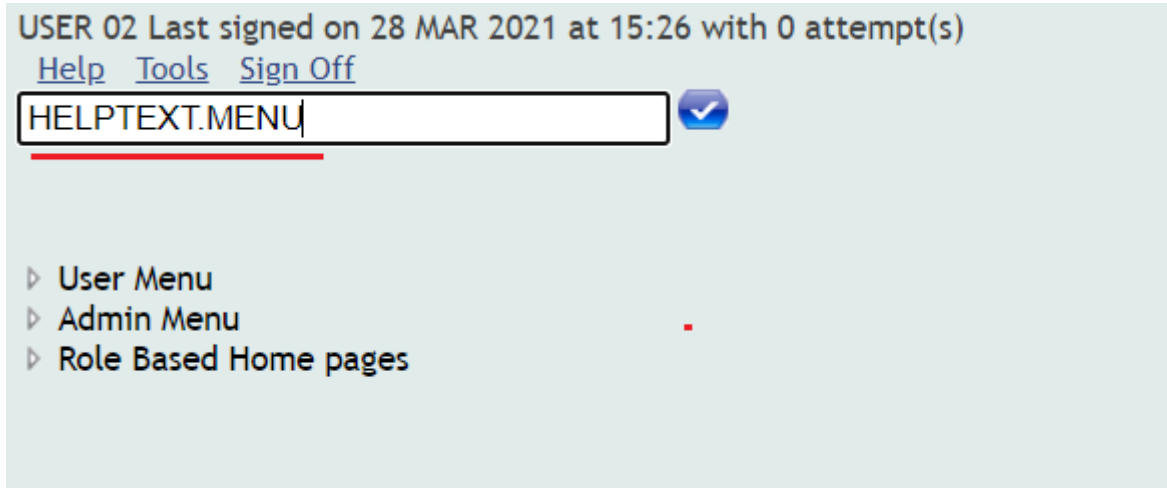 USER 02 Last signed on 28 MAR 2021 at 15:26 with 0 attempt(s)
Help Tools Sign Off
HELPTEXT.MENU
User Menu
Admin Menu
Role Based Home pages